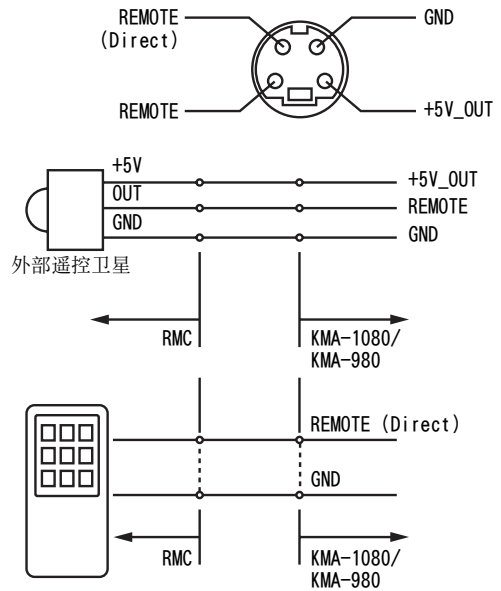 REMOTE
(Direct)
GND
REMOTE
+5V_OUT
+5V
+5V_OUT
OUT
REMOTE
GND
GND
外部遥控卫星
RMC
KMA-1080/
KMA-980
REMOTE (Direct)
GND
RMC
KMA-1080/
KMA-980